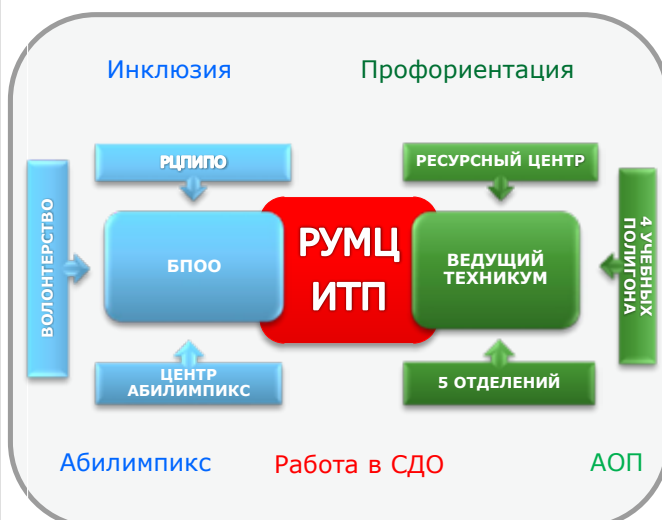 Инклюзия
Профориентация
РЦПИПО
РЕСУРСНЫЙ ЦЕНТР
ВОЛОНТЕРСТВО
БПОО
РУМЦ
ИТП
ВЕДУЩИЙ
ТЕХНИКУМ
4 УЧЕБНЫХ
ПОЛИГОНА
ЦЕНТР
АБИЛИМПИКС
5 ОТДЕЛЕНИЙ
Абилимпикс
Работа в СДО
АОП